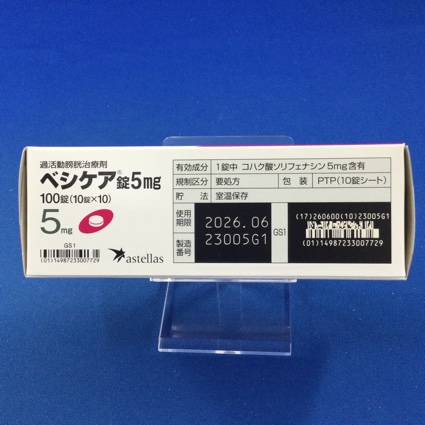 過活動膀胱治療剤
ベシケア®錠5mg
100錠(10錠×10)
5mg
GS1
(01)14987233007729
astellas
有効成分 1錠中 コハク酸ソリフェナシン5mg含有
規制区分 要処方 包装 PTP(10錠シート)
貯法 室温保存
使用期限 2026.06
製造番号 23005G1
GS1
(17)260600(10)23005G1
(01)14987233007729